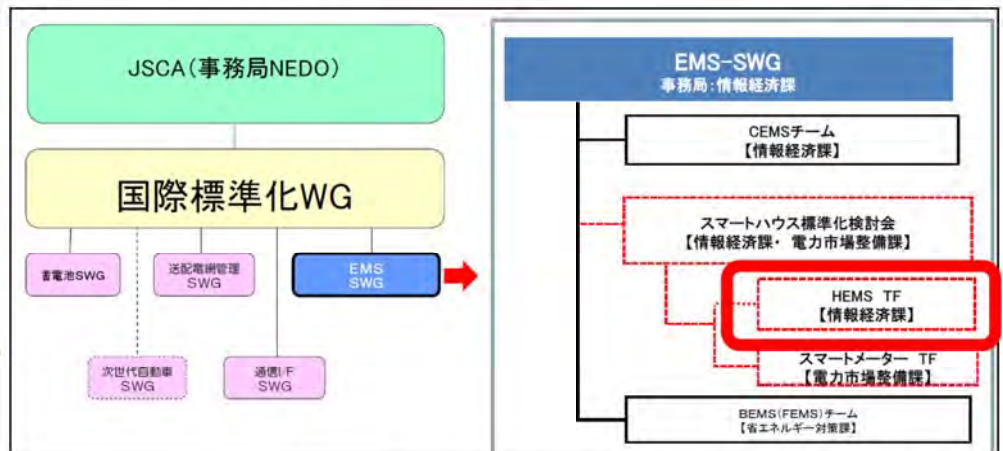 JSCA(事務局NEDO)
国際標準化WG
蓄電池SWG
送配電網管理
SWG
EMS
SWG
次世代自動車
SWG
通信I/F
SWG
EMS-SWG
事務局:情報経済課
CEMSチーム
【情報経済課】
スマートハウス標準化検討会
【情報経済課・ 電力市場整備課】
HEMS TF
【情報経済課】
スマートメーター TF
【電力市場整備課】
BEMS(FEMS)チーム
【省エネルギー対策課】